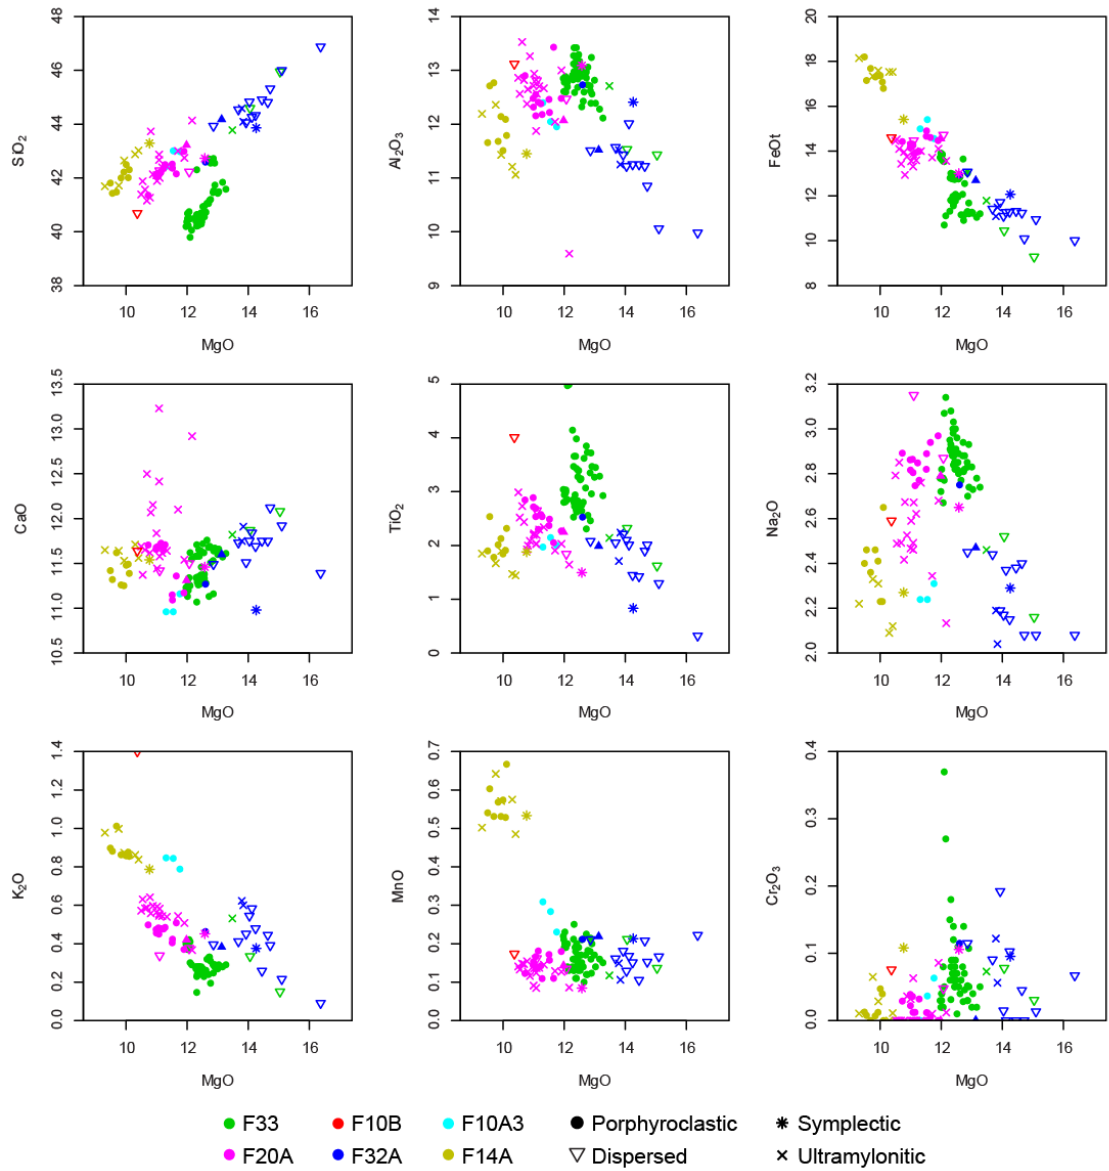 48
46
44
42
40
38
SiO2
10 12 14 16
MgO
14
13
12
11
10
9
Al2O3
10 12 14 16
MgO
20
18
16
14
12
10
8
FeOt
10 12 14 16
MgO
13.5
13.0
12.5
12.0
11.5
11.0
10.5
CaO
10 12 14 16
MgO
5
4
3
2
1
0
TiO2
10 12 14 16
MgO
3.2
3.0
2.8
2.6
2.4
2.2
2.0
Na2O
10 12 14 16
MgO
1.4
1.2
1.0
0.8
0.6
0.4
0.2
0.0
K2O
10 12 14 16
MgO
0.7
0.6
0.5
0.4
0.3
0.2
0.1
0.0
MnO
10 12 14 16
MgO
0.4
0.3
0.2
0.1
0.0
Cr2O3
10 12 14 16
MgO
F33 F10B F10A3 Porphyroclastic Symplectic
F20A F32A F14A Dispersed Ultramylonitic